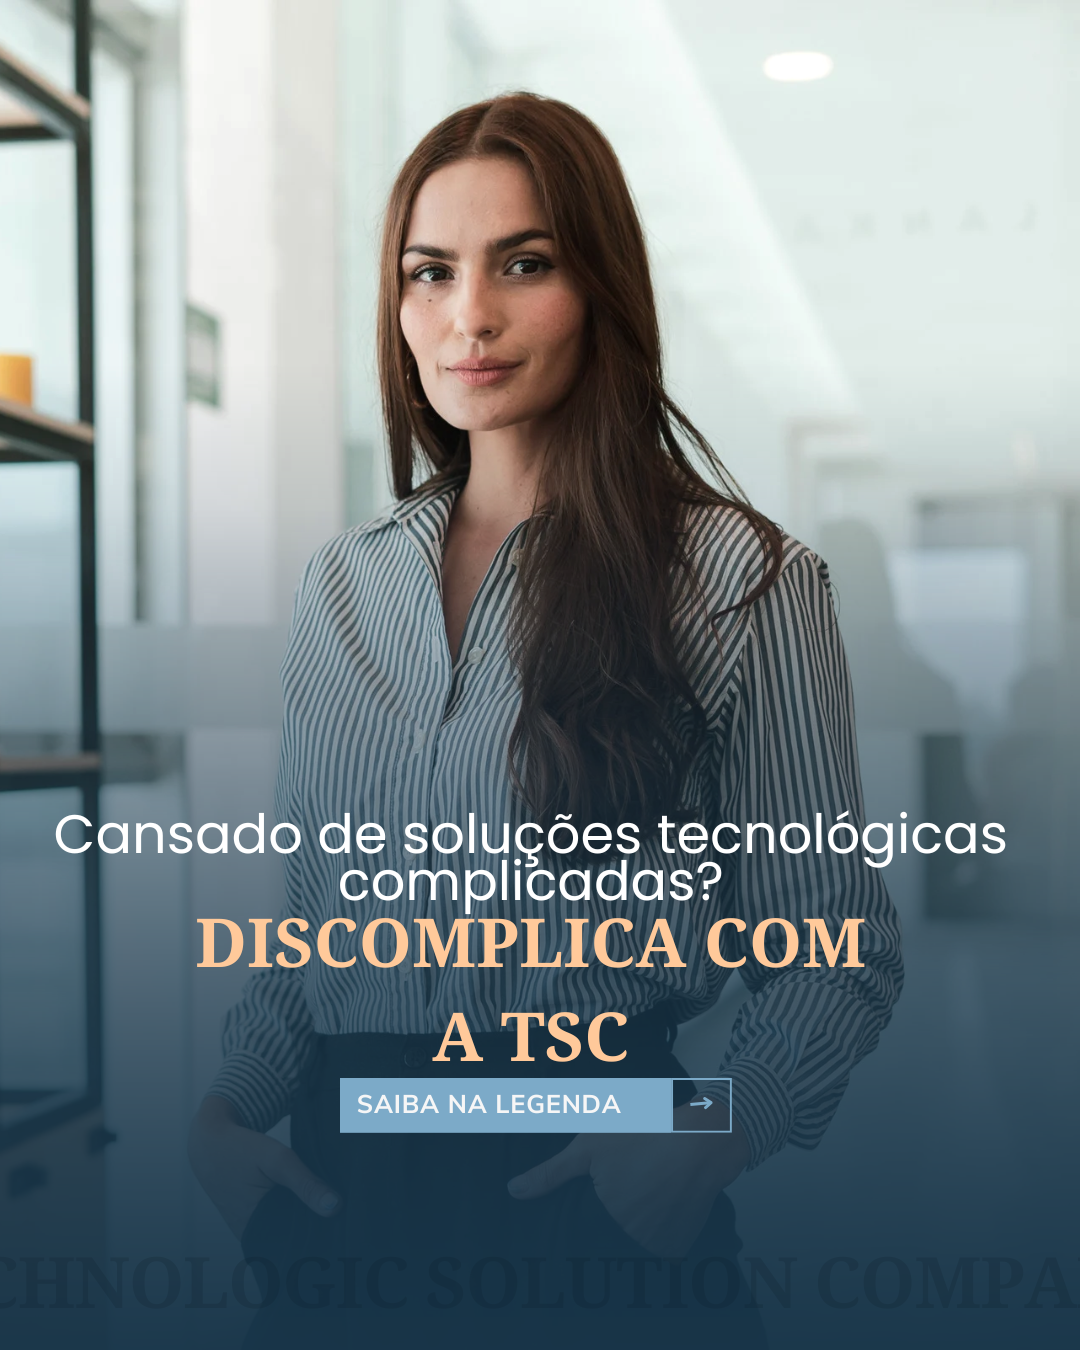 Cansado de soluções tecnológicas
complicadas?
DISCOMPLICA COM
A TSC
SAIBA NA LEGENDA →
CHNOLOGIC SOLUTION COMPA